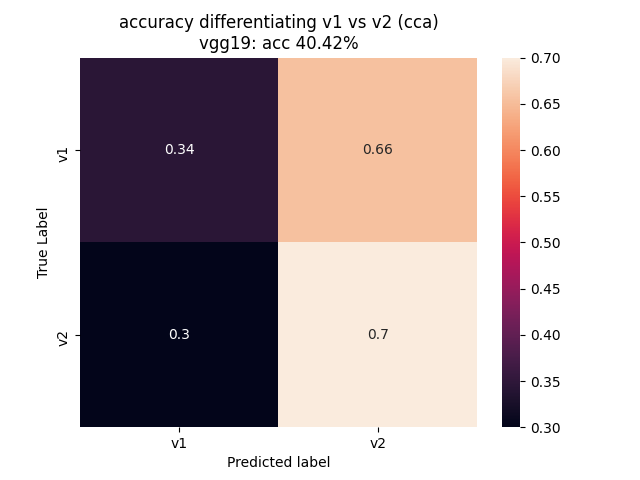 accuracy differentiating v1 vs v2 (cca)
vgg19: acc 40.42%
0.34
0.66
0.3
0.7
v1
v2
True Label
v1
v2
Predicted label
0.70
0.65
0.60
0.55
0.50
0.45
0.40
0.35
0.30